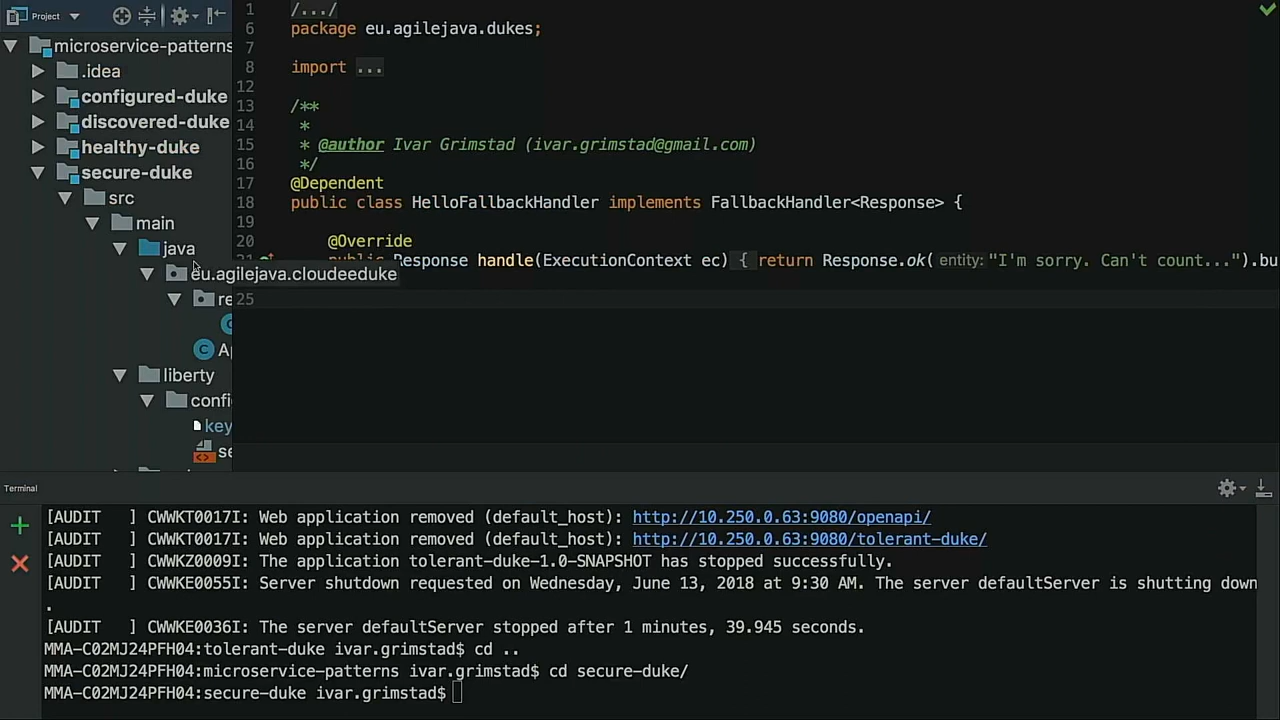 Project
microservice-patterns
.idea
configured-duke
discovered-duke
healthy-duke
secure-duke
src
main
java
eu.agilejava.cloudeeduke
re
Ap
liberty
confi
key
se
1 /.../
6 package eu.agilejava.dukes;
7
8 import ...
12
13 /**
14 *
15 * @author Ivar Grimstad (ivar.grimstad@gmail.com)
16 */
17 @Dependent
18 public class HelloFallbackHandler implements FallbackHandler<Response> {
19
20 @Override
21 public Response handle(ExecutionContext ec) { return Response.ok( entity: "I'm sorry. Can't count...").bu
25
Terminal
[AUDIT   ] CWWKT0017I: Web application removed (default_host): http://10.250.0.63:9080/openapi/
[AUDIT   ] CWWKT0017I: Web application removed (default_host): http://10.250.0.63:9080/tolerant-duke/
[AUDIT   ] CWWKZ0009I: The application tolerant-duke-1.0-SNAPSHOT has stopped successfully.
[AUDIT   ] CWWKE0055I: Server shutdown requested on Wednesday, June 13, 2018 at 9:30 AM. The server defaultServer is shutting down
.
[AUDIT   ] CWWKE0036I: The server defaultServer stopped after 1 minutes, 39.945 seconds.
MMA-C02MJ24PFH04:tolerant-duke ivar.grimstad$ cd ..
MMA-C02MJ24PFH04:microservice-patterns ivar.grimstad$ cd secure-duke/
MMA-C02MJ24PFH04:secure-duke ivar.grimstad$